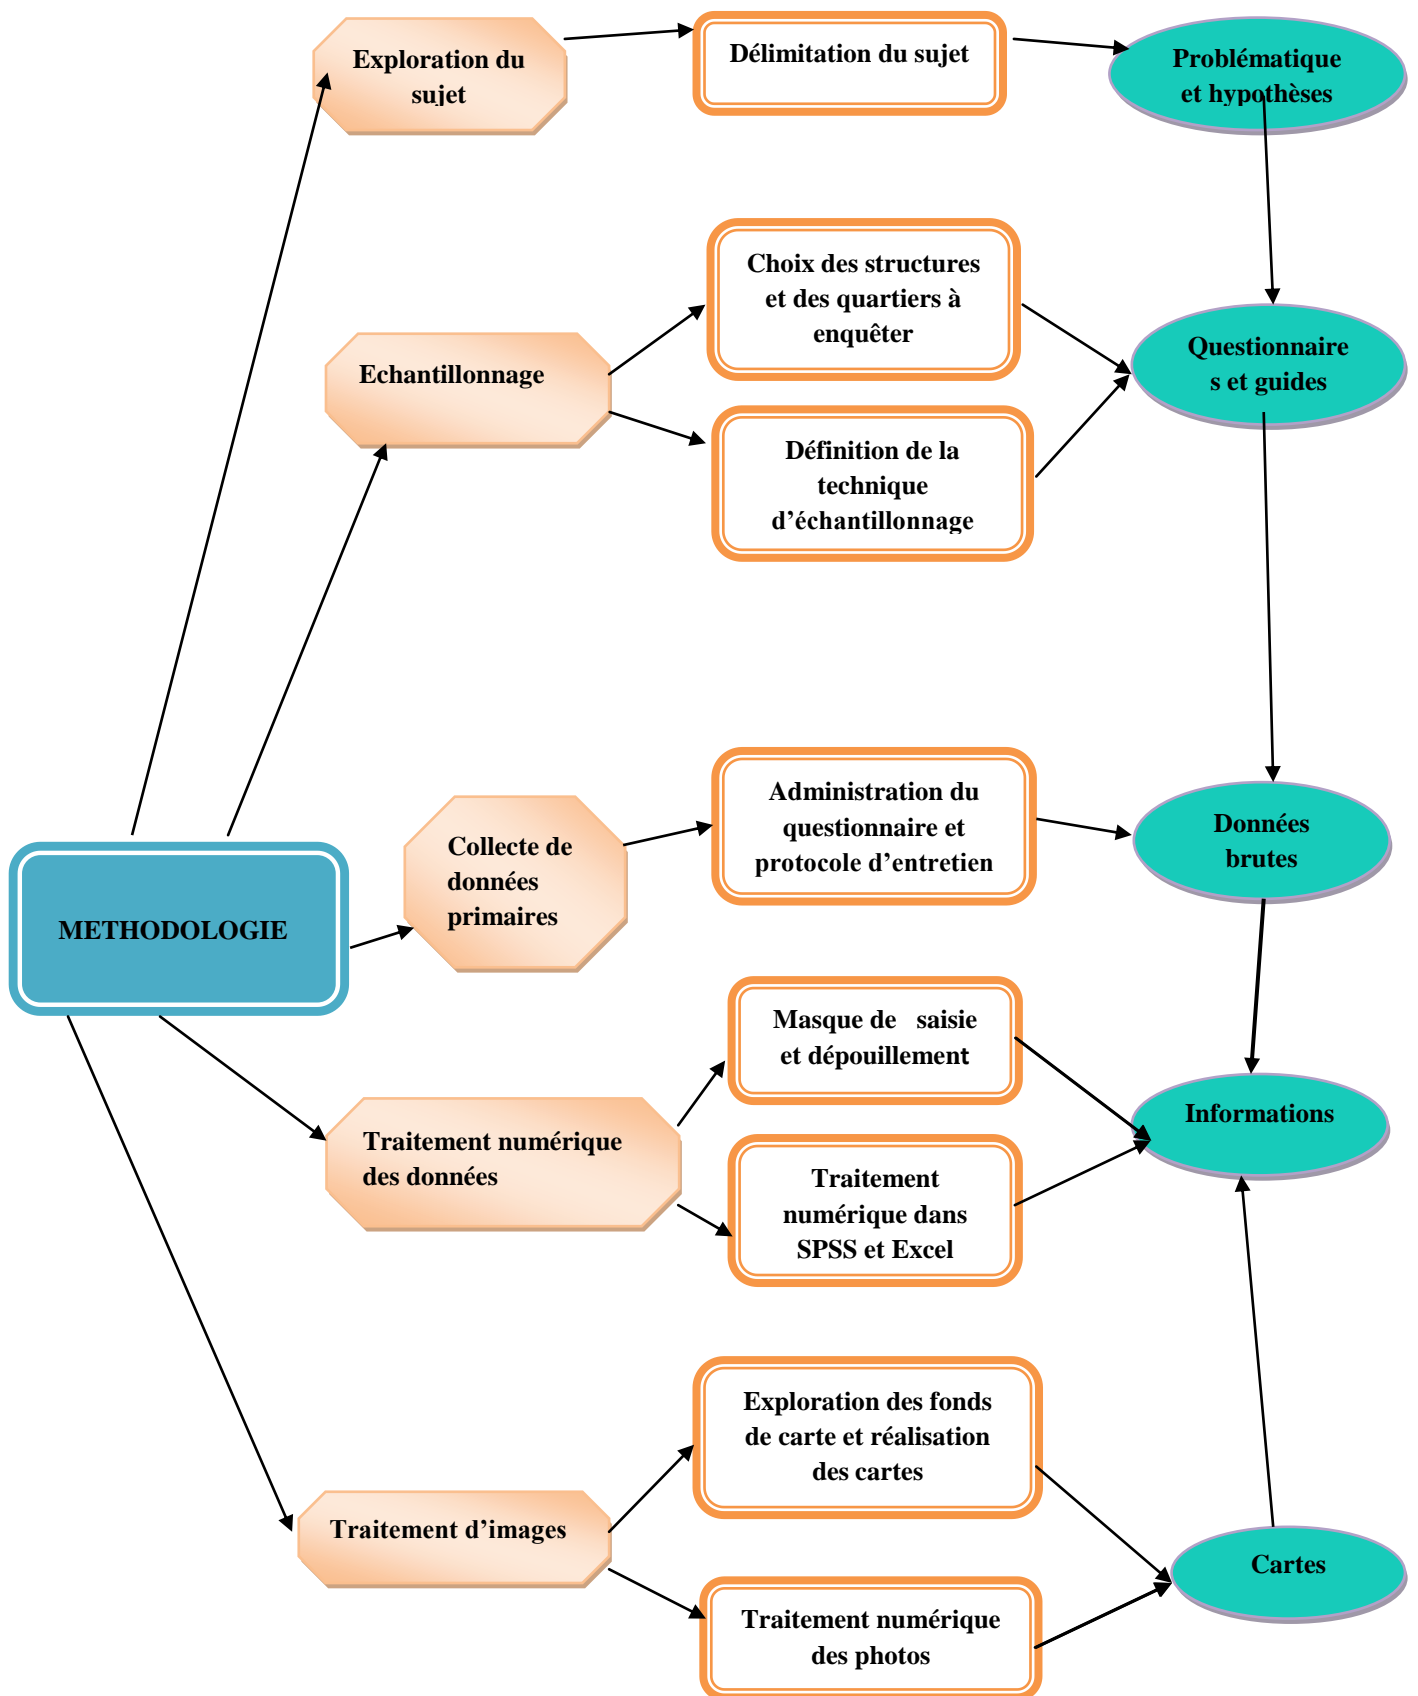 Exploration du
sujet
Délimitation du sujet
Problématique
et hypothèses
Choix des structures
et des quartiers à
enquêter
Echantillonnage
Questionnaire
s et guides
Définition de la
technique
d’échantillonnage
Administration du
questionnaire et
protocole d’entretien
Données
brutes
Collecte de
données
primaires
METHODOLOGIE
Masque de   saisie
et dépouillement
Informations
Traitement numérique
des données
Traitement
numérique dans
SPSS et Excel
Exploration des fonds
de carte et réalisation
des cartes
Traitement d’images
Cartes
Traitement numérique
des photos